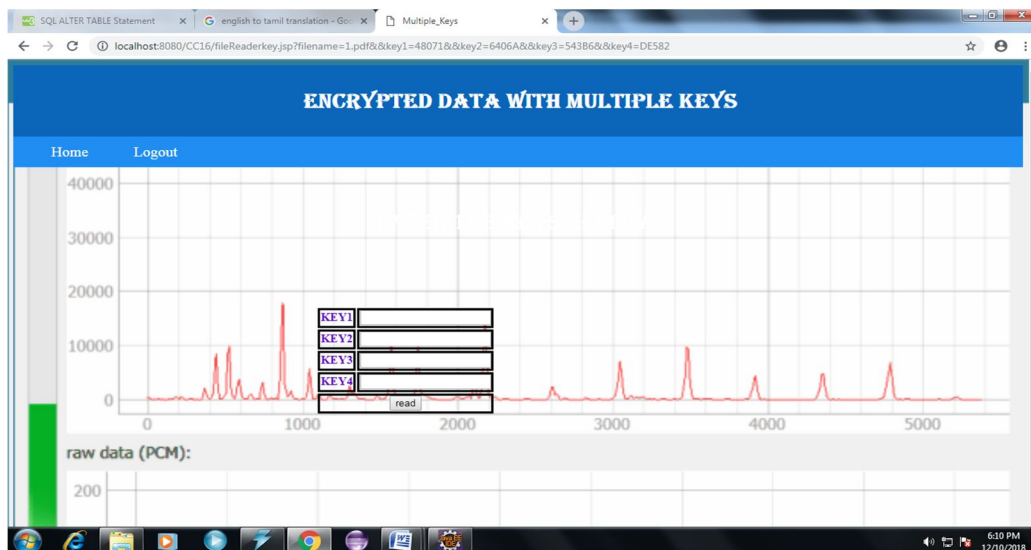 SQL ALTER TABLE Statement
english to tamil translation - Goo
Multiple_Keys
localhost:8080/CC16/fileReaderkey.jsp?filename=1.pdf&&key1=48071&&key2=6406A&&key3=543B6&&key4=DE582
ENCRYPTED DATA WITH MULTIPLE KEYS
Home Logout
40000
30000
20000
10000
0
KEY1
KEY2
KEY3
KEY4
read
0 1000 2000 3000 4000 5000
raw data (PCM):
200
6:10 PM
12/10/2018